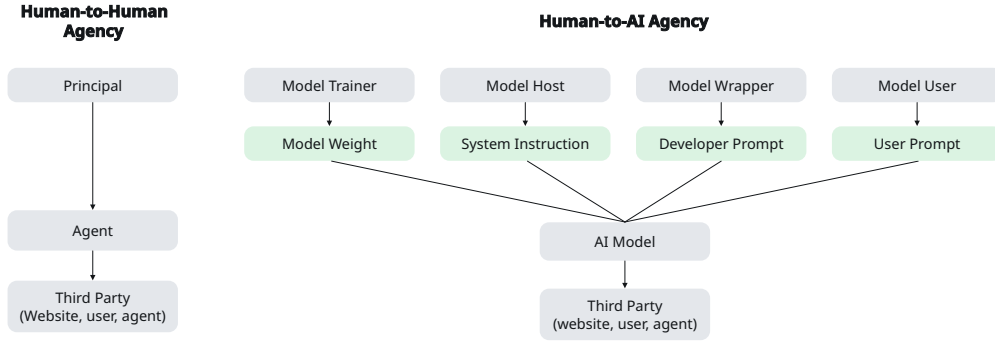 Human-to-Human
Agency
Human-to-AI Agency
Principal
Model Trainer
Model Host
Model Wrapper
Model User
Model Weight
System Instruction
Developer Prompt
User Prompt
Agent
AI Model
Third Party
(Website, user, agent)
Third Party
(website, user, agent)